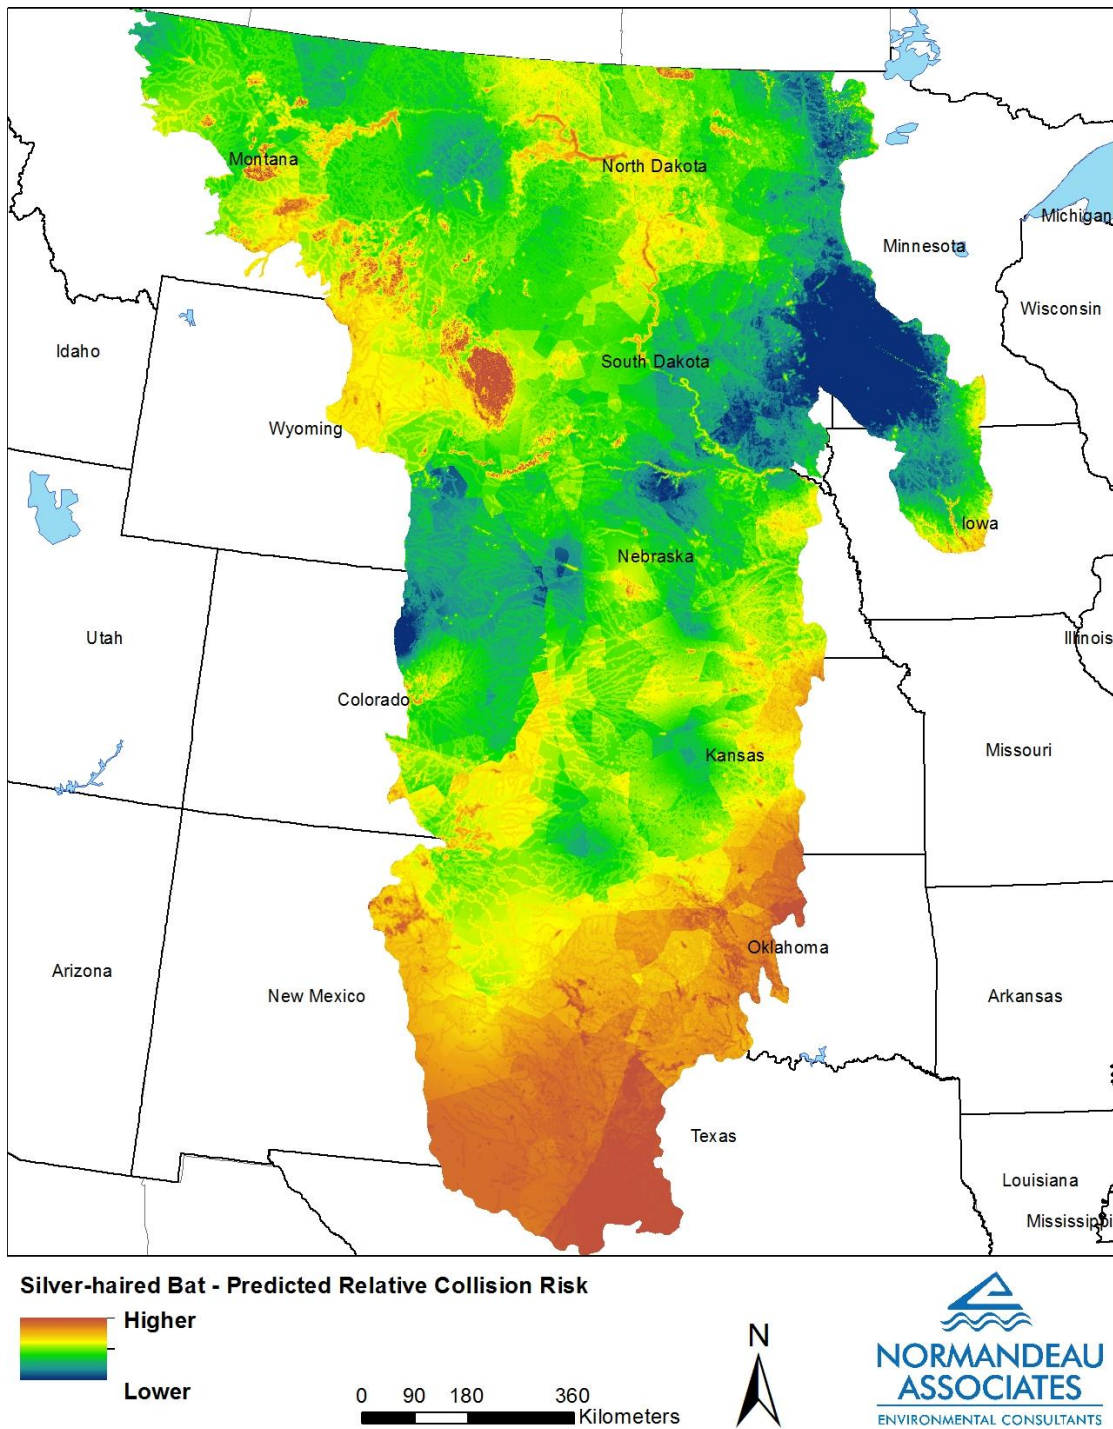 Montana
North Dakota
Minnesota
Michigan
Wisconsin
Idaho
South Dakota
Wyoming
Iowa
Nebraska
Utah
Illinois
Colorado
Kansas
Missouri
Oklahoma
Arizona
New Mexico
Arkansas
Texas
Louisiana
Mississippi
Silver-haired Bat - Predicted Relative Collision Risk
Higher
Lower
0 90 180 360
Kilometers
N
NORMANDEAU
ASSOCIATES
ENVIRONMENTAL CONSULTANTS